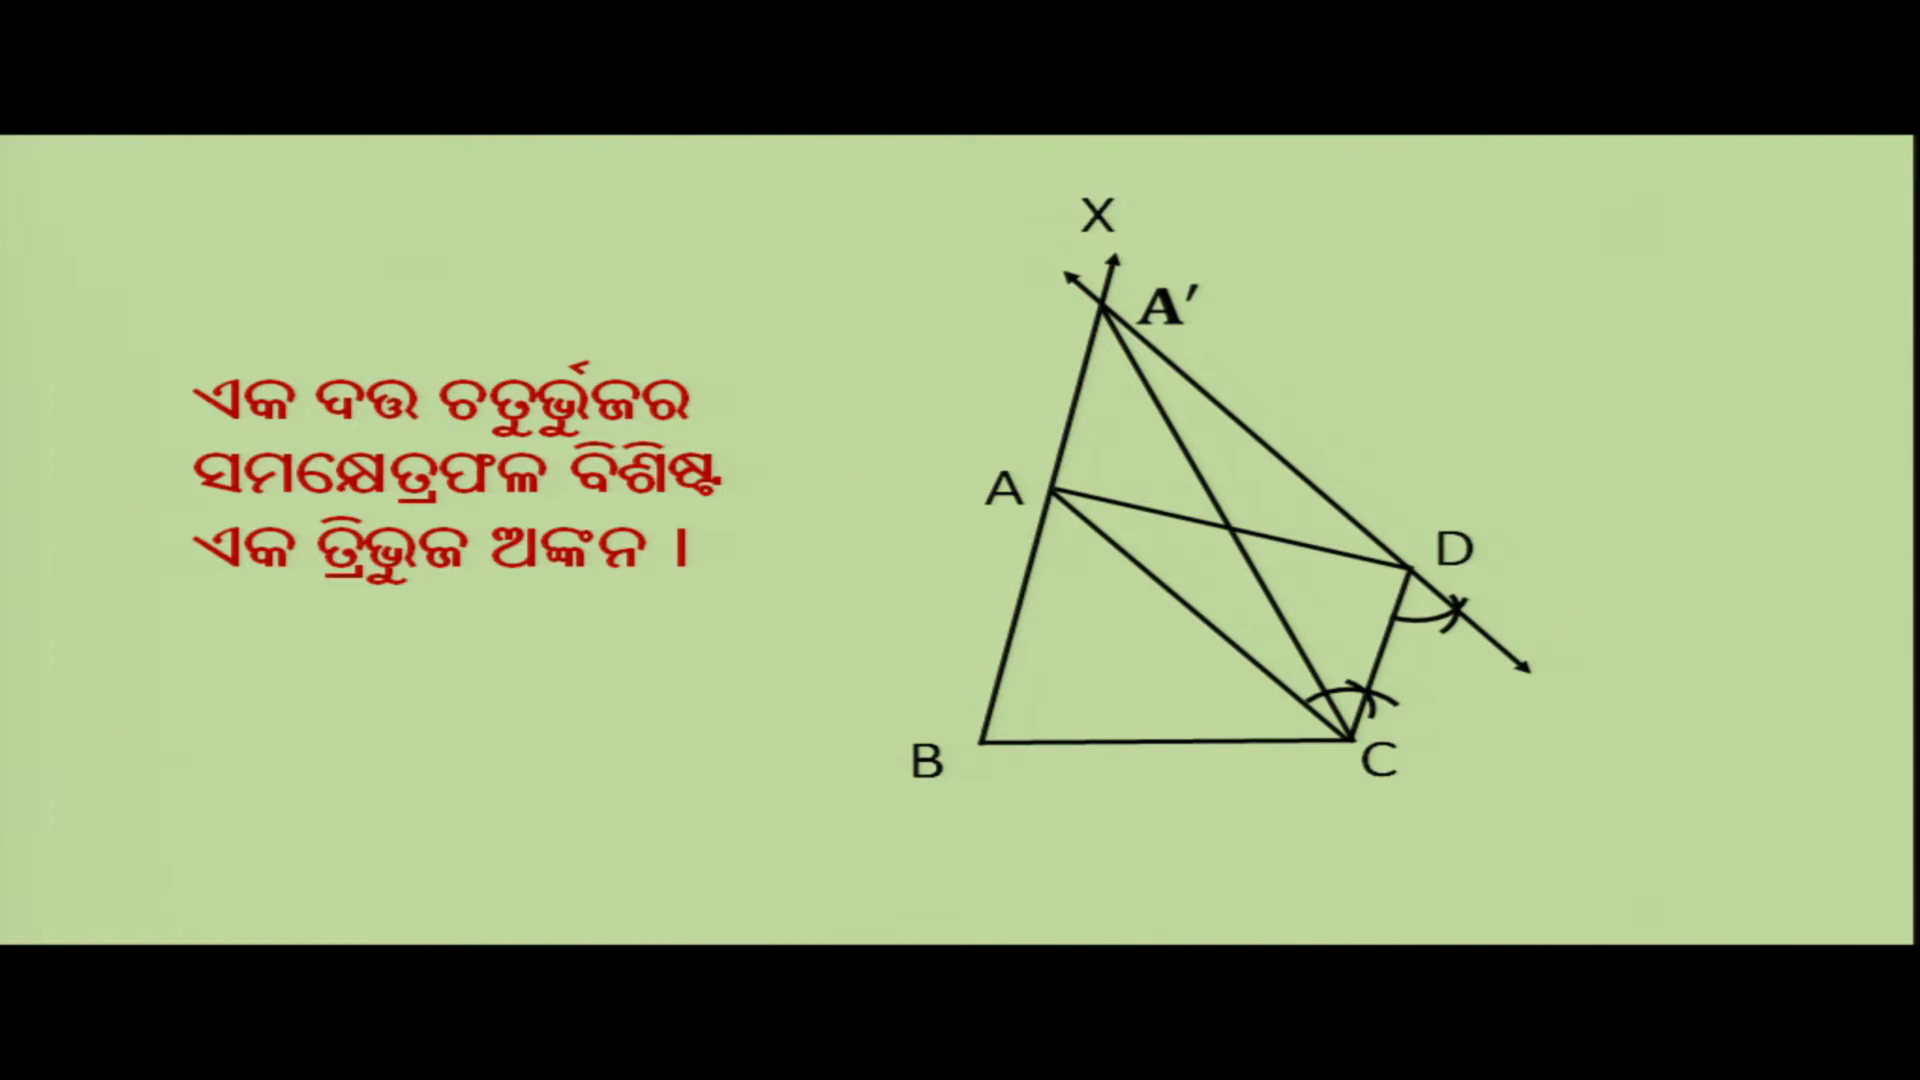 ଏକ ଦତ୍ତ ଚତୁର୍ଭୁଜର
ସମକ୍ଷେତ୍ରଫଳ ବିଶିଷ୍ଟ
ଏକ ତ୍ରିଭୁଜ ଅଙ୍କନ ।
X
A′
A
D
B
C